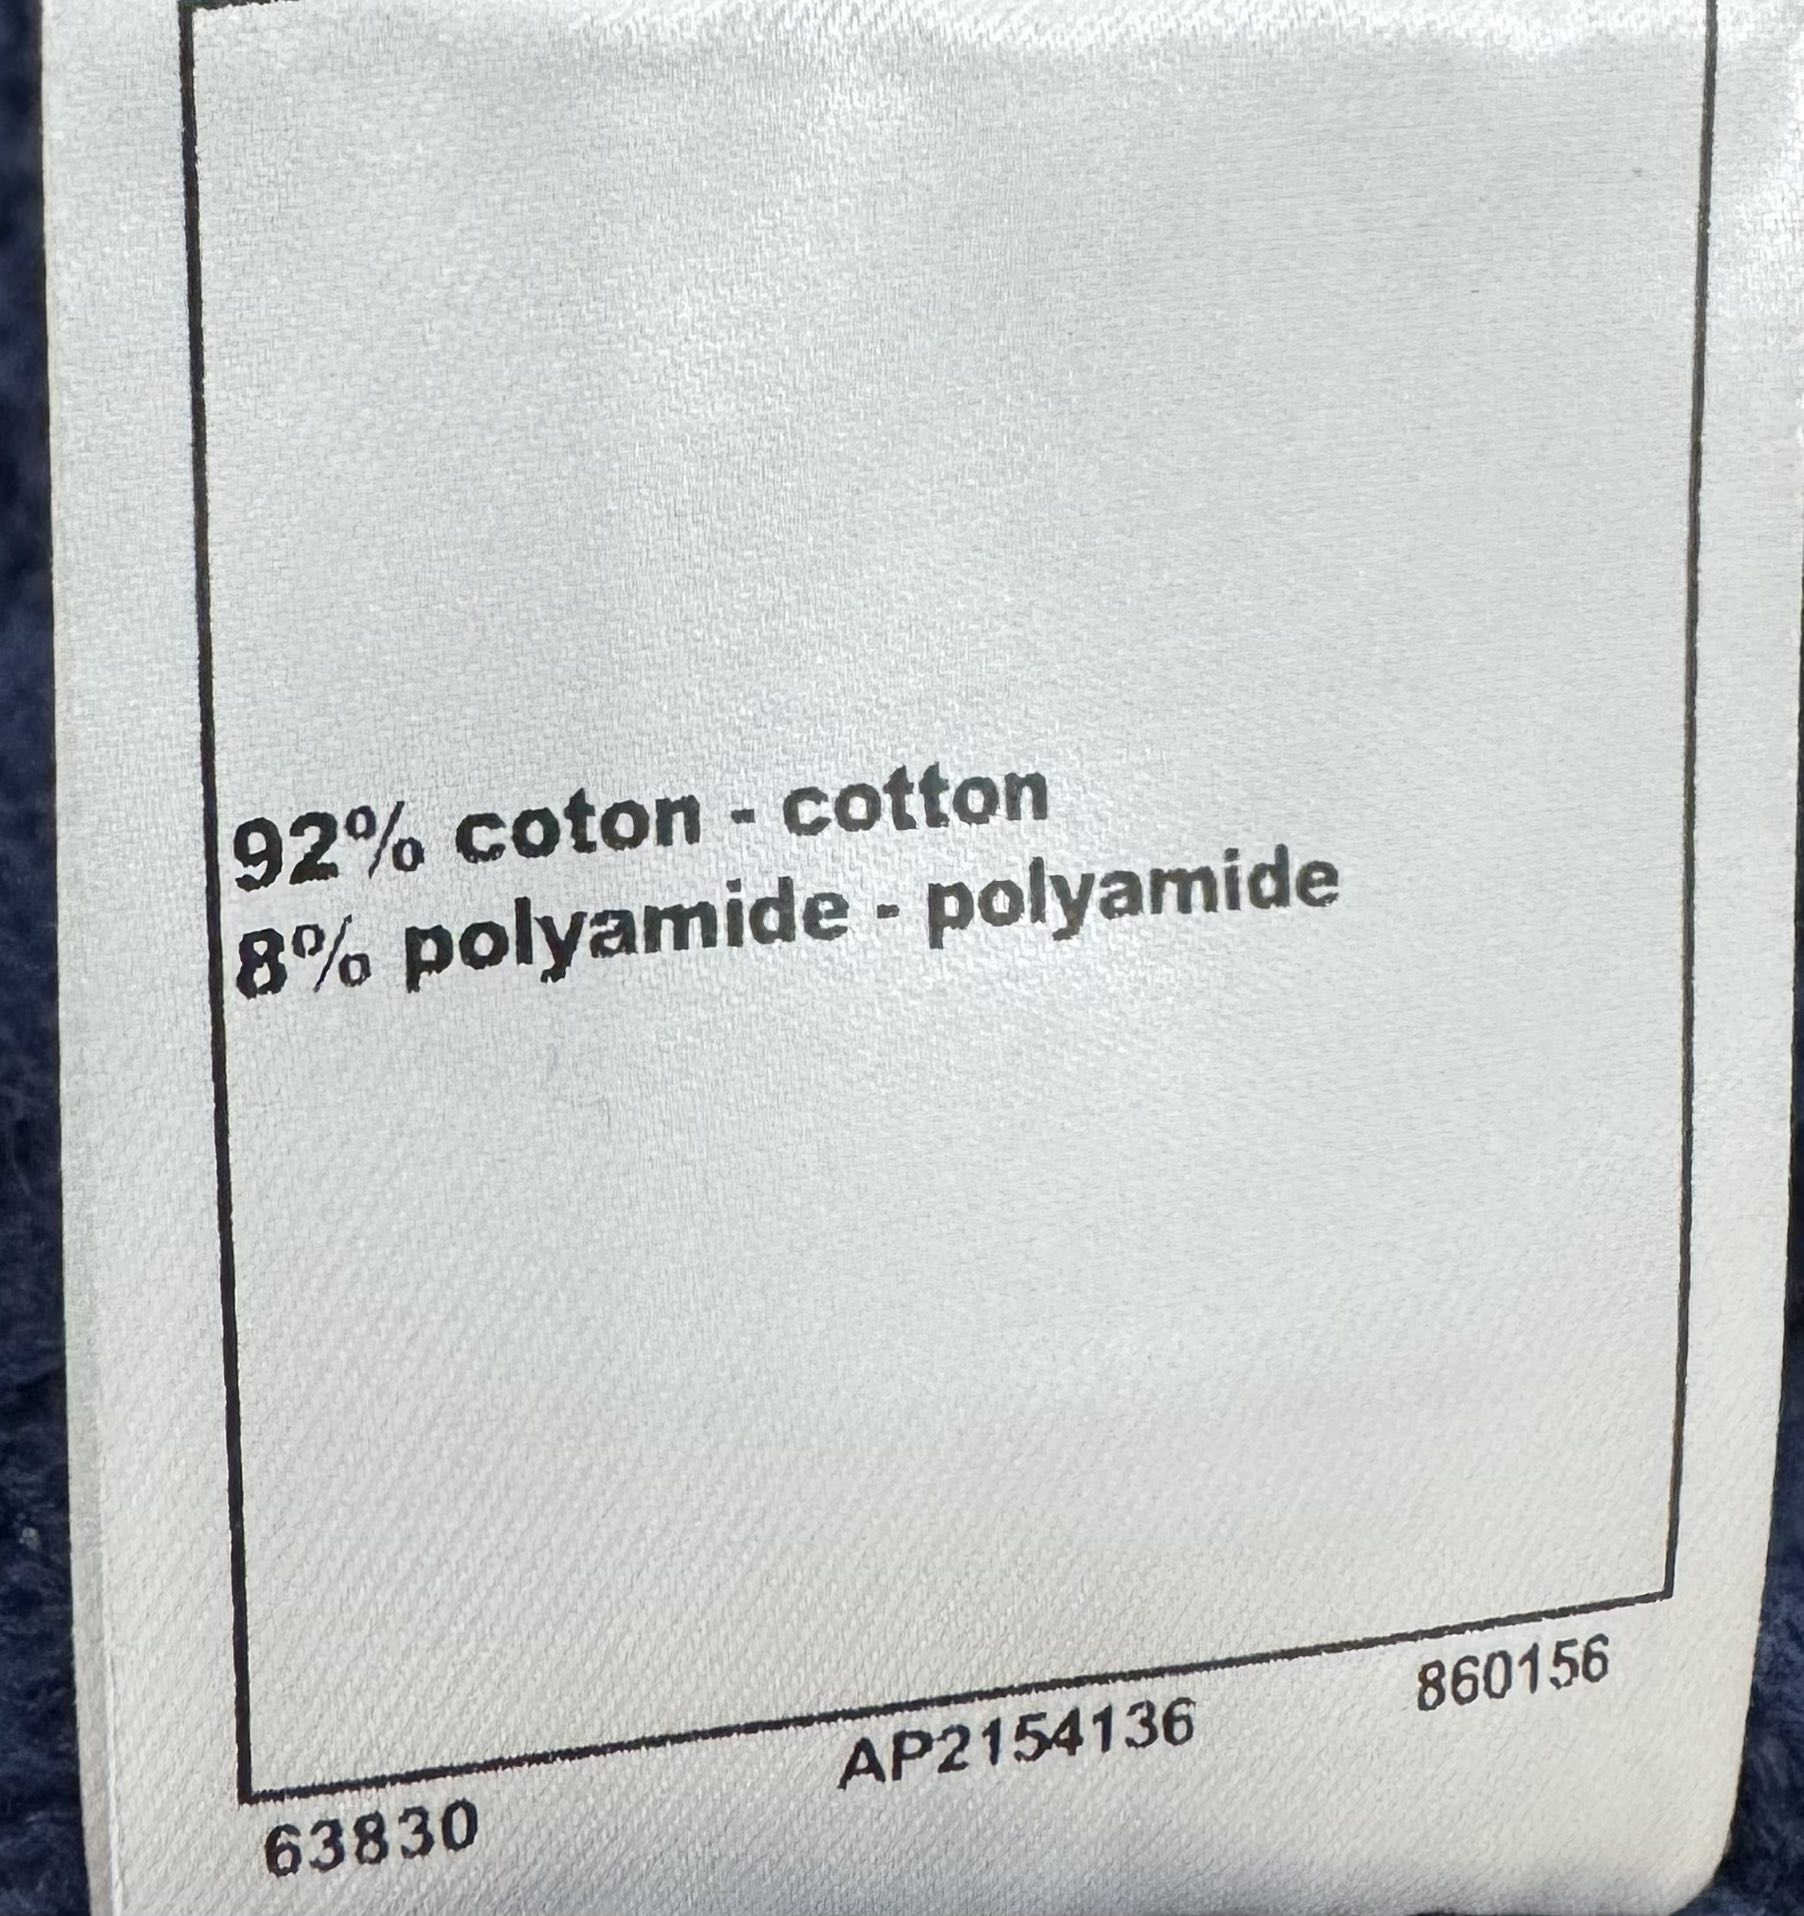 92% coton - cotton
8% polyamide - polyamide
63830 AP2154136 860156